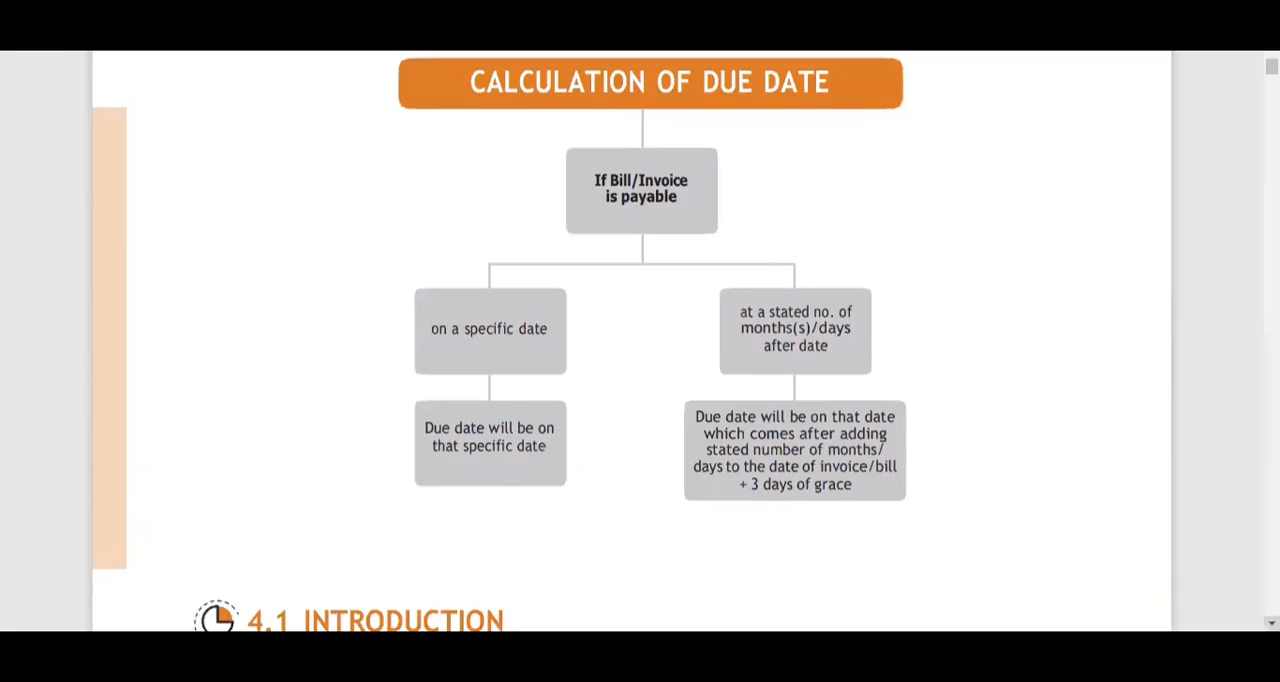 CALCULATION OF DUE DATE
If Bill/Invoice
is payable
on a specific date
Due date will be on
that specific date
at a stated no. of
months(s)/days
after date
Due date will be on that date
which comes after adding
stated number of months/
days to the date of invoice/bill
+ 3 days of grace
4.1 INTRODUCTION